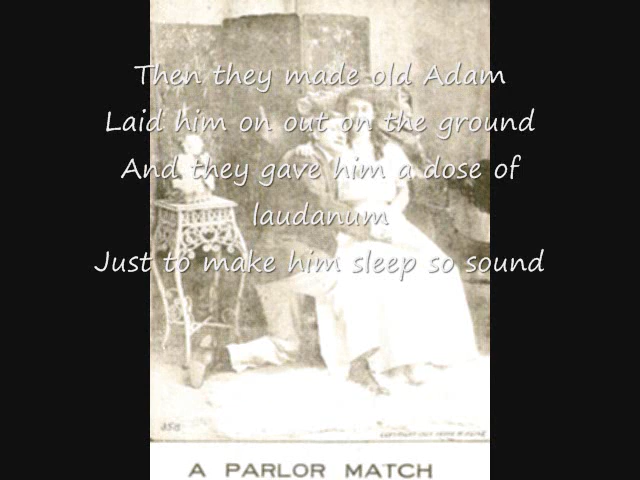 Then they made old Adam
Laid him on out on the ground
And they gave him a dose of
laudanum
Just to make him sleep so sound
358
A PARLOR MATCH